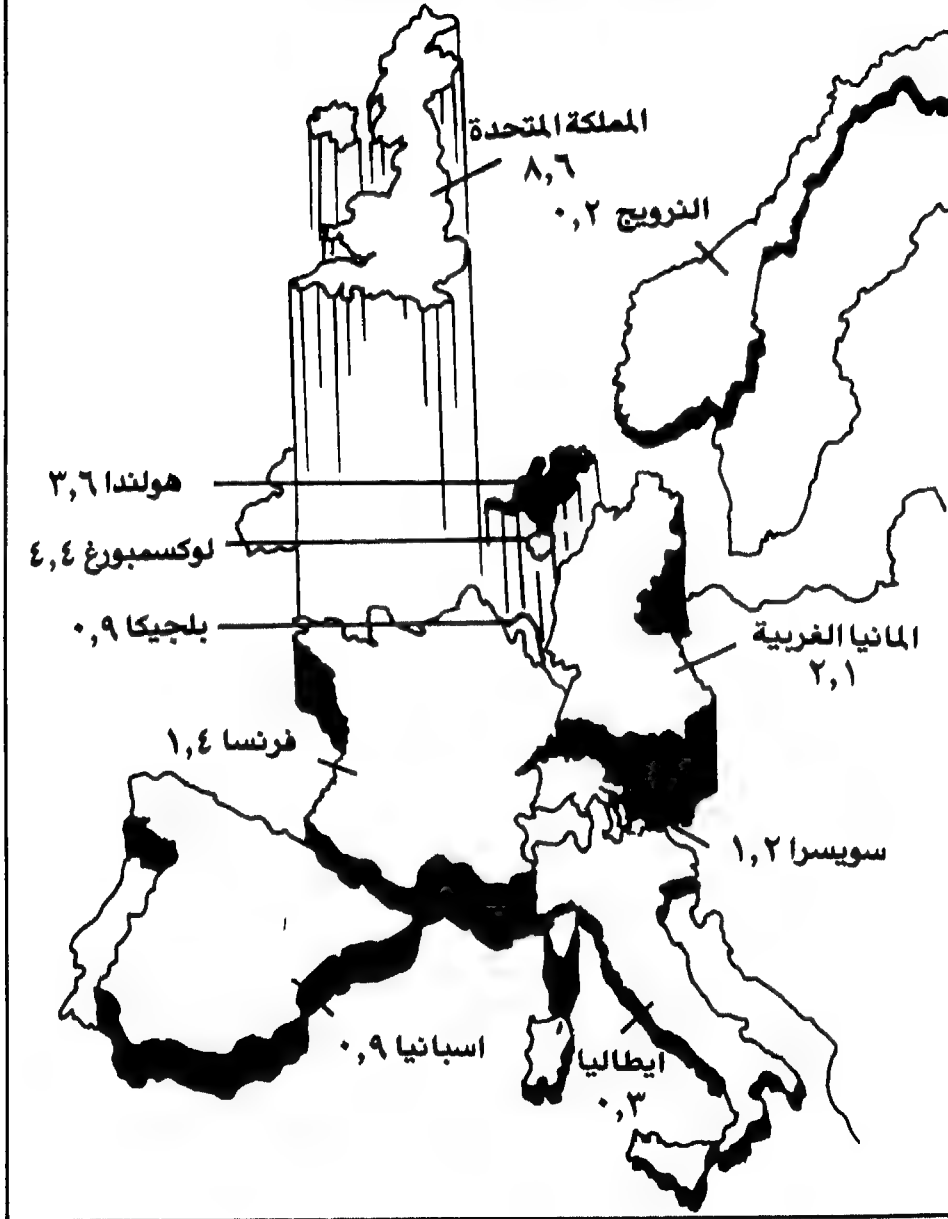 المملكة المتحدة
٨,٦
النرويج ٠,٢
هولندا ٣,٦
لوكسمبورغ ٤,٤
بلجيكا ٠,٩
المانيا الغربية
٢,١
فرنسا ١,٤
سويسرا ١,٢
اسبانيا ٠,٩
ايطاليا
٠,٣